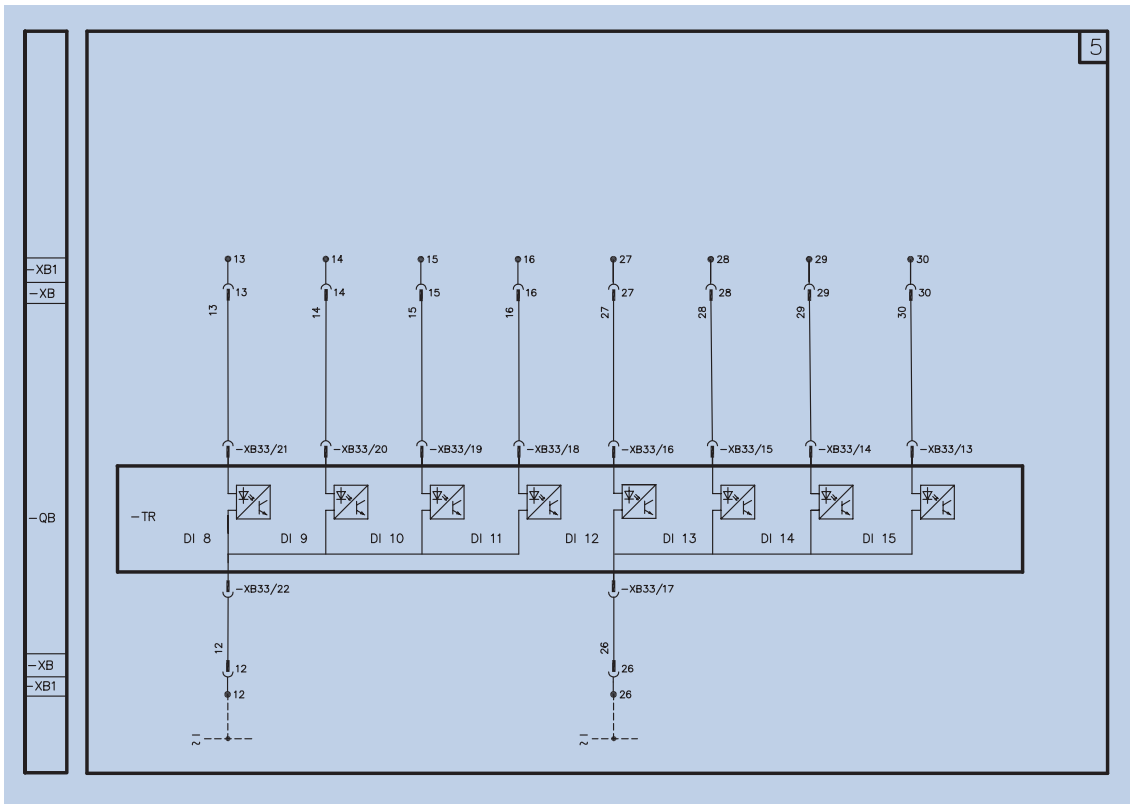 5
-XB1
13 14 15 16 27 28 29 30
-XB
13 14 15 16 27 28 29 30
13 14 15 16 27 28 29 30
-XB33/21 -XB33/20 -XB33/19 -XB33/18 -XB33/16 -XB33/15 -XB33/14 -XB33/13
-QB
-TR
DI 8 DI 9 DI 10 DI 11 DI 12 DI 13 DI 14 DI 15
-XB33/22 -XB33/17
12 26
-XB
12 26
-XB1
12 26